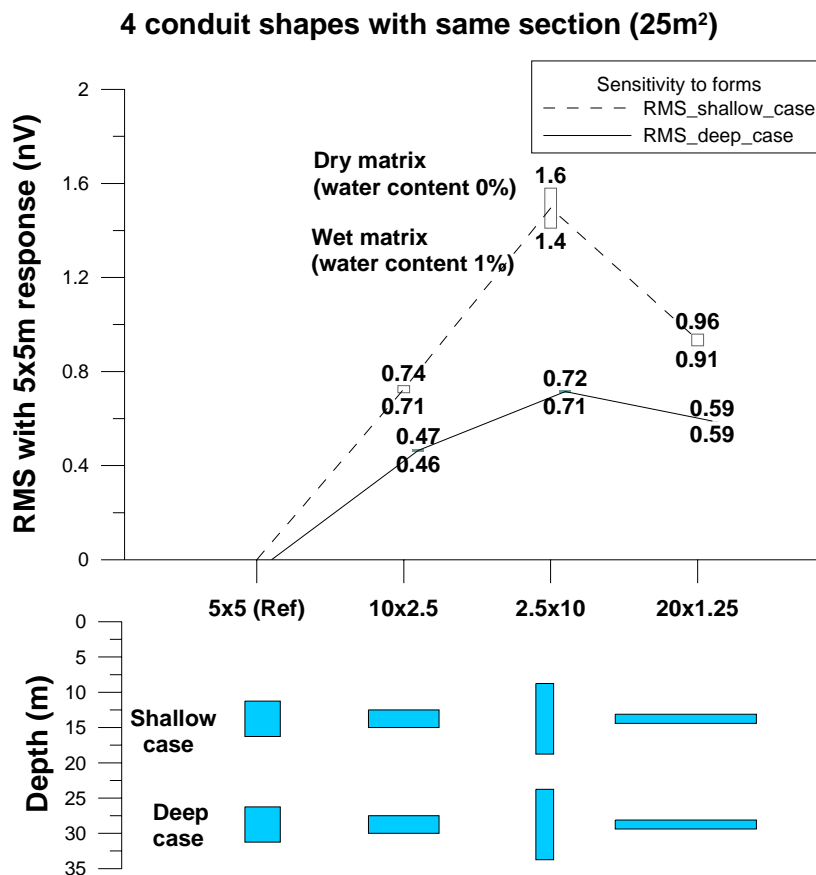 4 conduit shapes with same section (25m²)
RMS with 5x5m response (nV)
2
1.6
1.2
0.8
0.4
0
Sensitivity to forms
RMS_shallow_case
RMS_deep_case
Dry matrix
(water content 0%)
Wet matrix
(water content 1%)
1.6
1.4
0.74
0.71
0.96
0.91
0.47
0.46
0.72
0.71
0.59
0.59
5x5 (Ref)
10x2.5
2.5x10
20x1.25
Depth (m)
0
5
10
15
20
25
30
35
Shallow
case
Deep
case